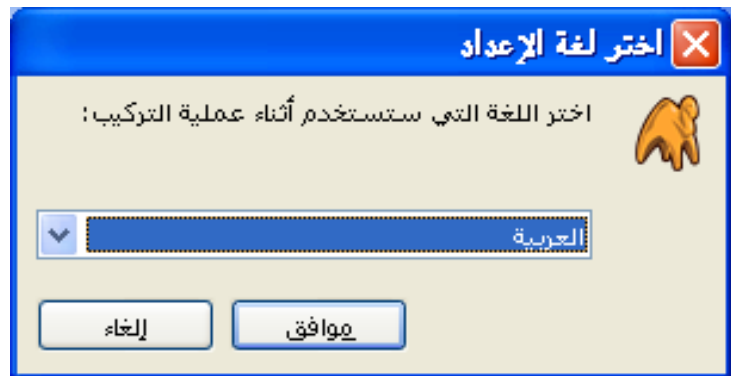 اختر لغة الإعداد
اختر اللغة التي ستستخدم أثناء عملية التركيب:
العربية
موافق
إلغاء